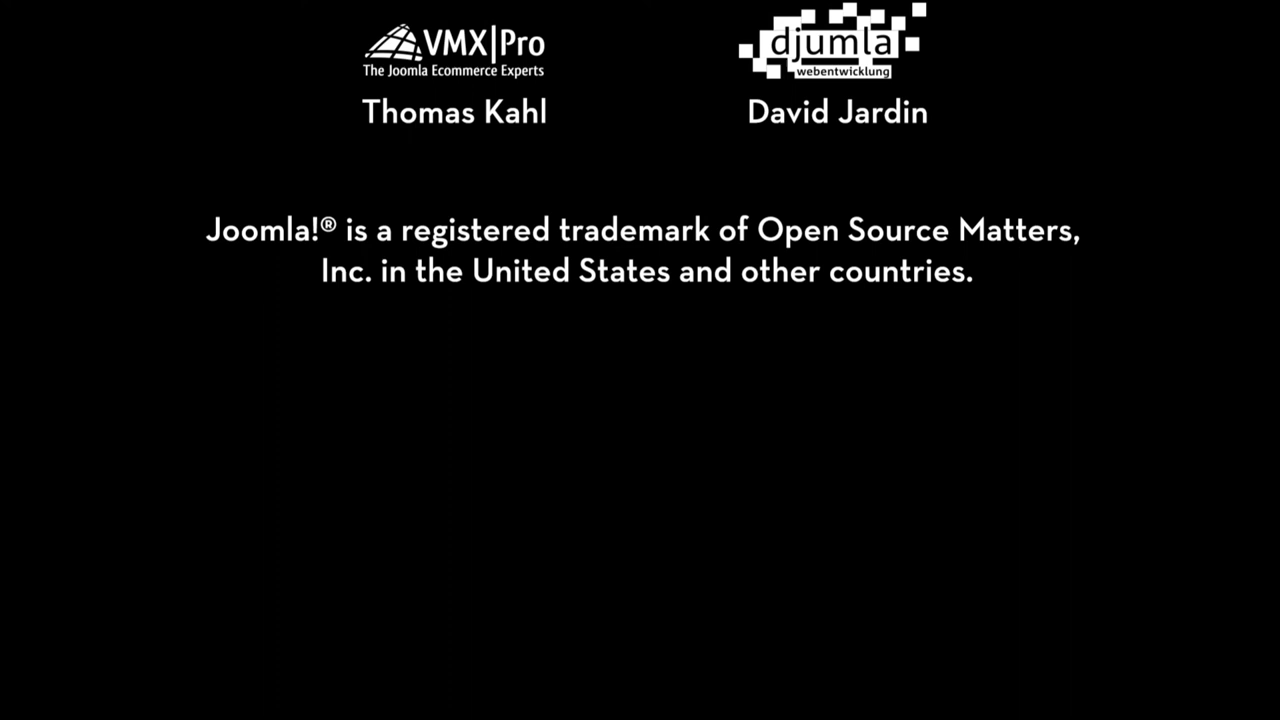 VMX|Pro
The Joomla Ecommerce Experts
Thomas Kahl
djumla
webentwicklung
David Jardin
Joomla!® is a registered trademark of Open Source Matters,
Inc. in the United States and other countries.